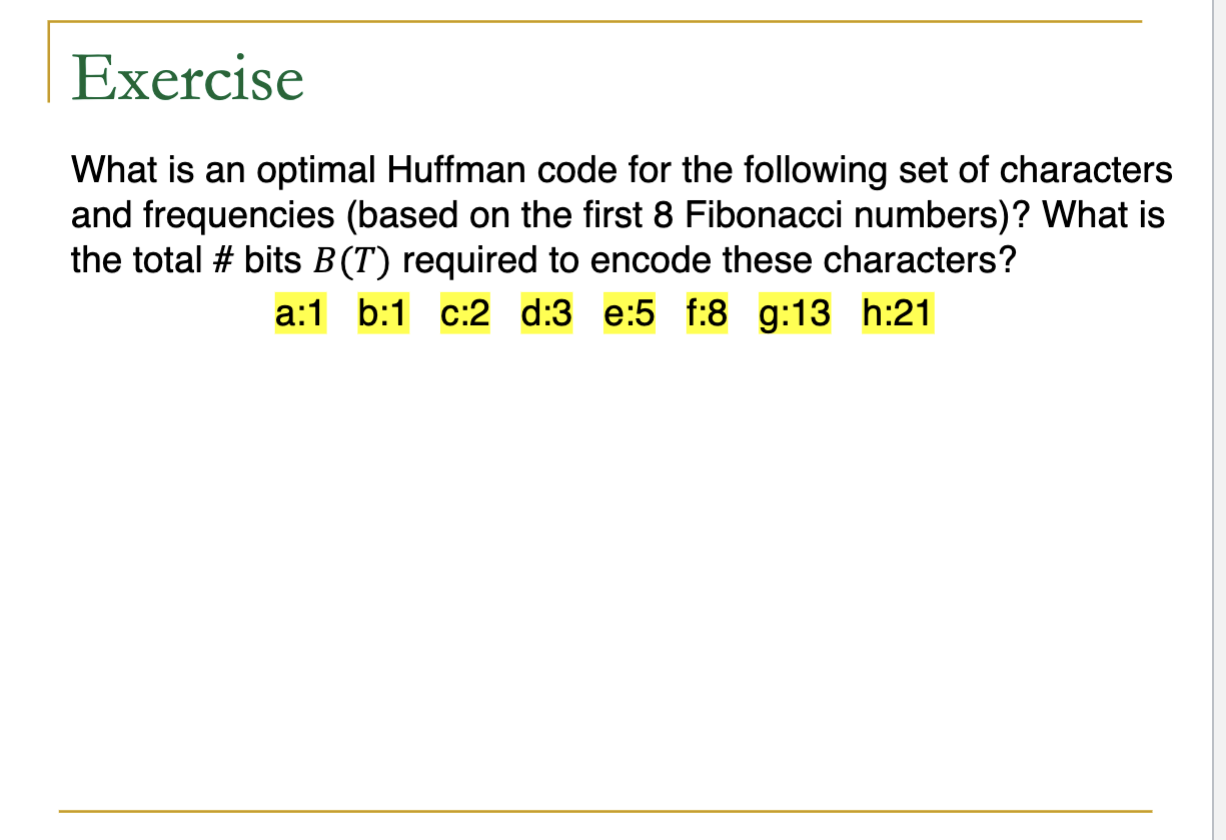 Exercise
What is an optimal Huffman code for the following set of characters
and frequencies (based on the first 8 Fibonacci numbers)? What is
the total # bits B(T) required to encode these characters?
a:1 b:1 c:2 d:3 e:5 f:8 g:13 h:21